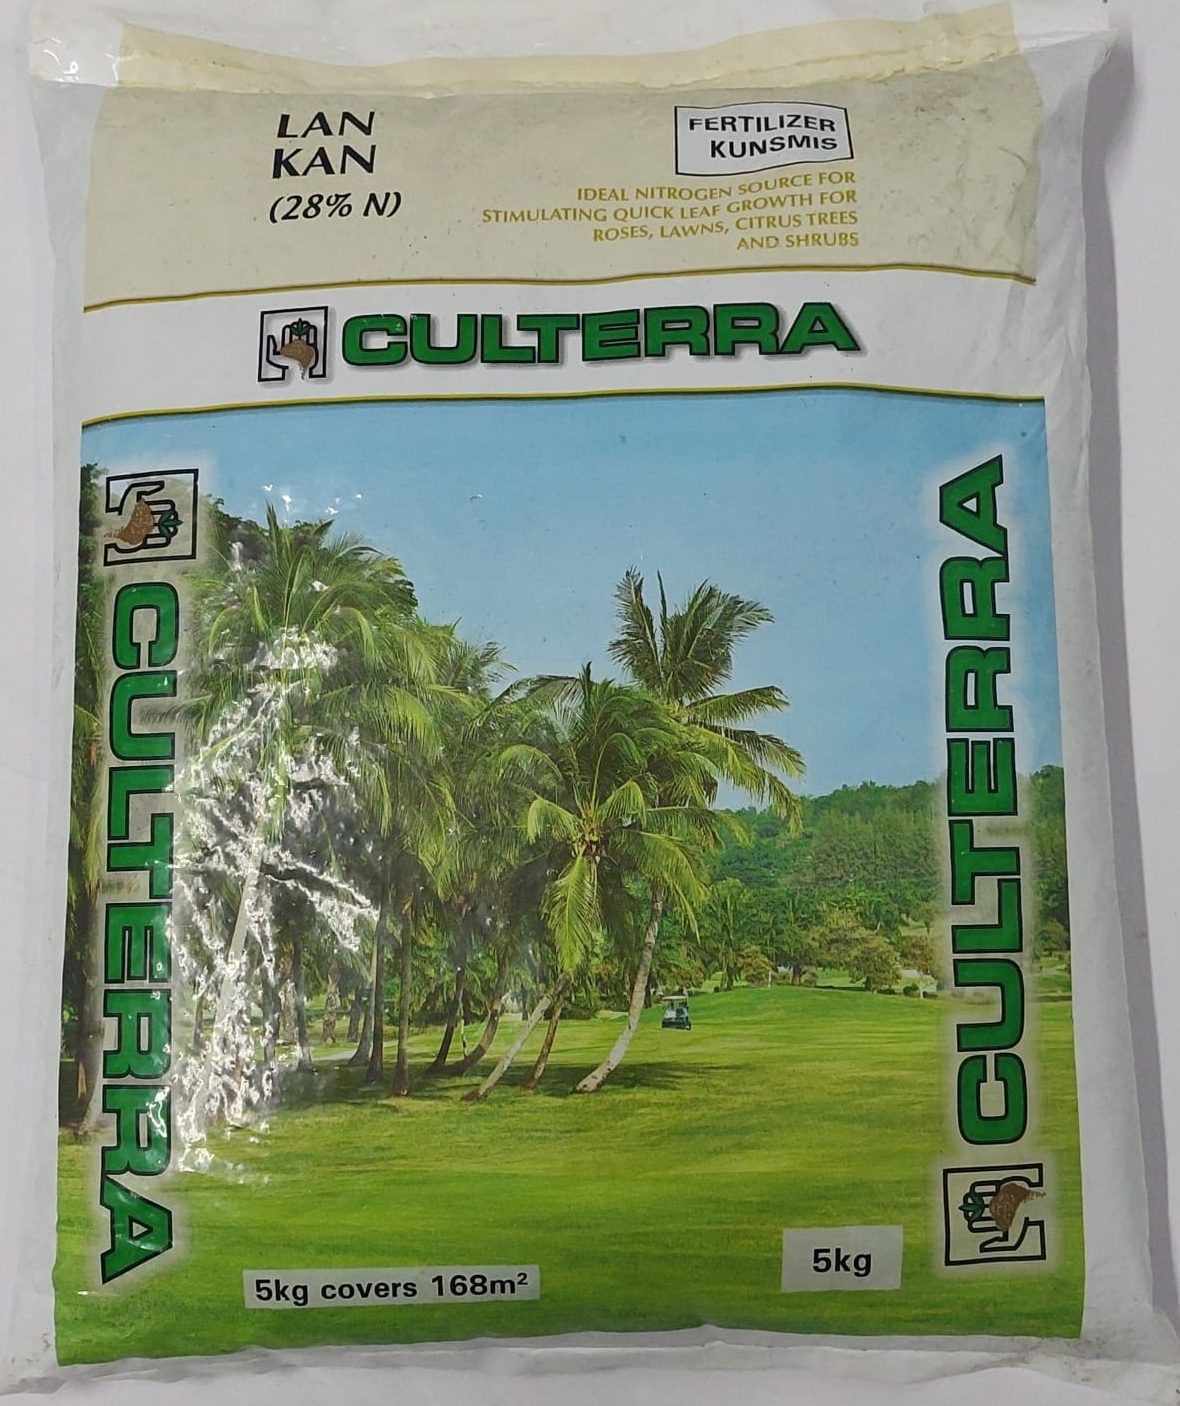 LAN
KAN
(28% N)
FERTILIZER
KUNSMIS
IDEAL NITROGEN SOURCE FOR
STIMULATING QUICK LEAF GROWTH FOR
ROSES, LAWNS, CITRUS TREES
AND SHRUBS
CULTERRA
CULTERRA
CULTERRA
5kg covers 168m²
5kg